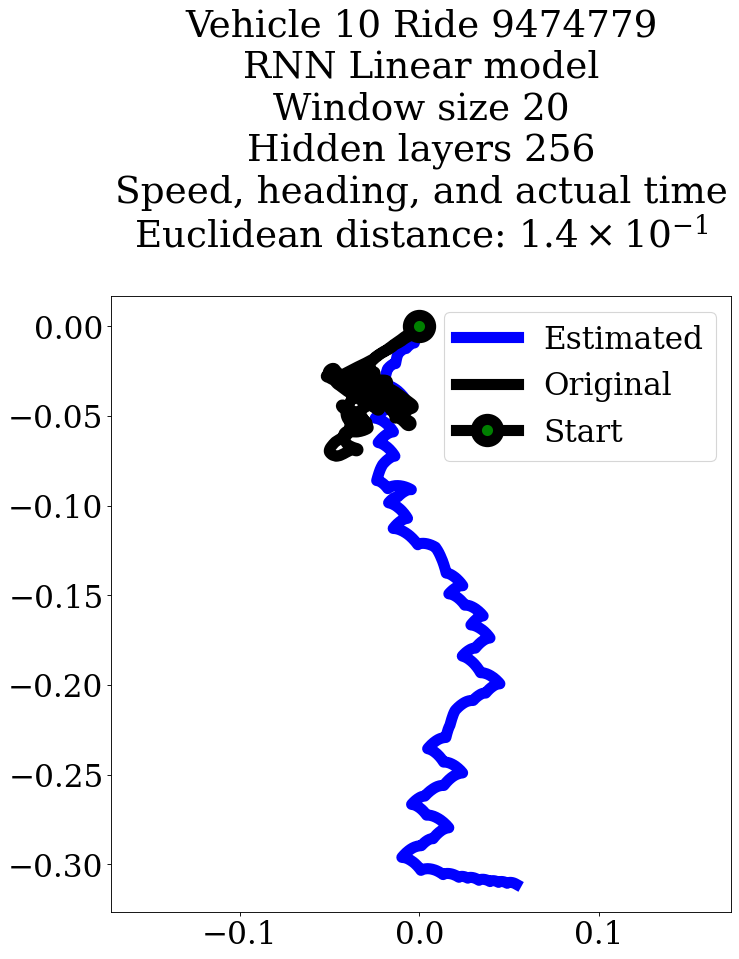 Vehicle 10 Ride 9474779
RNN Linear model
Window size 20
Hidden layers 256
Speed, heading, and actual time
Euclidean distance: 1.4 × 10⁻¹
Estimated
Original
Start
0.00
−0.05
−0.10
−0.15
−0.20
−0.25
−0.30
−0.1
0.0
0.1